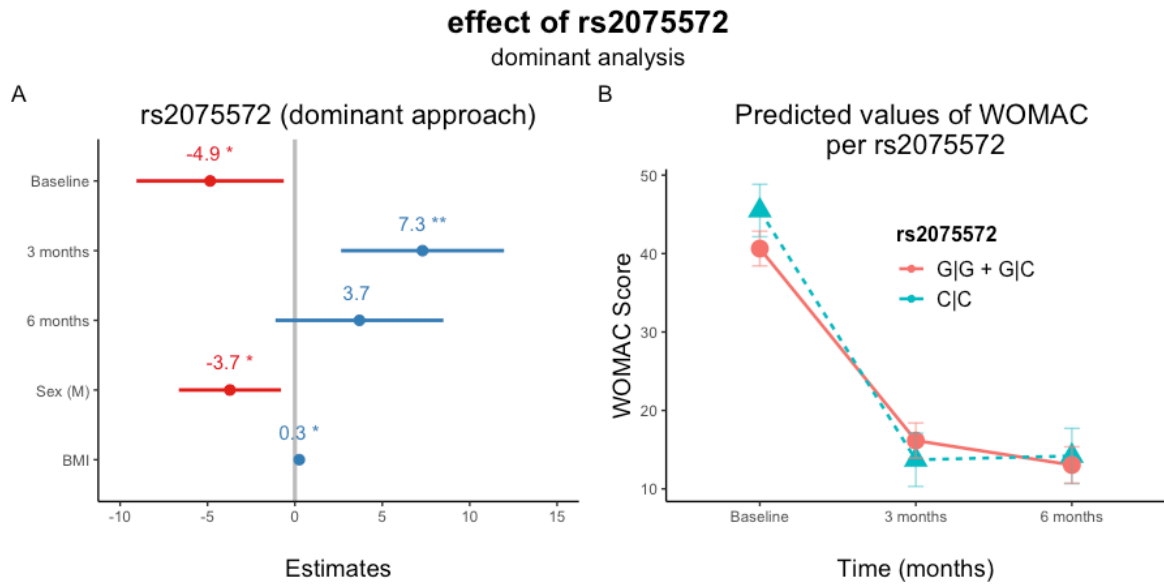 effect of rs2075572
dominant analysis
A
rs2075572 (dominant approach)
Baseline
3 months
6 months
Sex (M)
BMI
-4.9 *
7.3 **
3.7
-3.7 *
0.3 *
-10
-5
0
5
10
15
Estimates
B
Predicted values of WOMAC
per rs2075572
WOMAC Score
50
40
30
20
10
rs2075572
G|G + G|C
C|C
Baseline
3 months
6 months
Time (months)